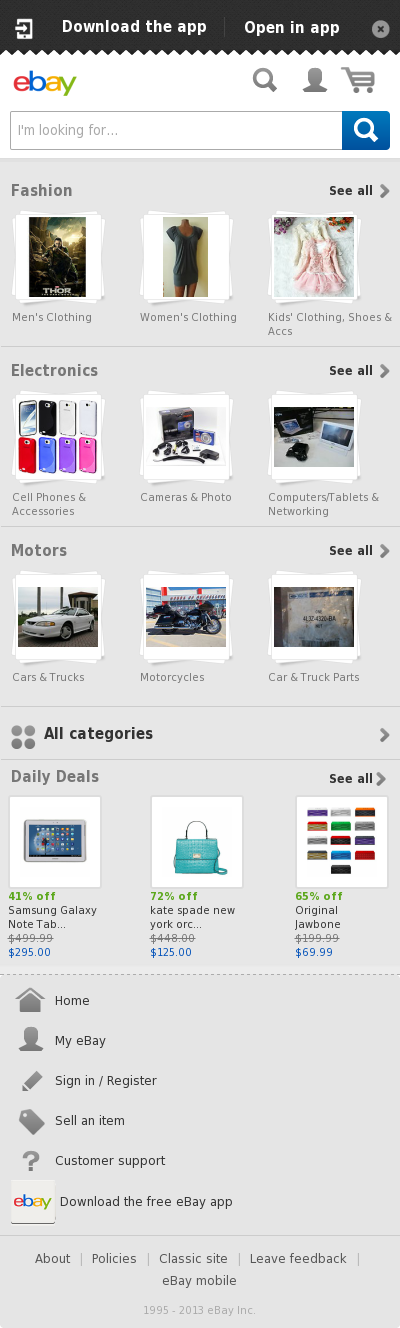 Download the app
Open in app
ebay
I'm looking for...
Fashion
See all
THOR
Men's Clothing
Women's Clothing
Kids' Clothing, Shoes &
Accs
Electronics
See all
Cell Phones &
Accessories
Cameras & Photo
Computers/Tablets &
Networking
Motors
See all
4L3Z-4320-BA
Cars & Trucks
Motorcycles
Car & Truck Parts
All categories
Daily Deals
See all
41% off
Samsung Galaxy
Note Tab...
$499.99
$295.00
72% off
kate spade new
york orc...
$448.00
$125.00
65% off
Original
Jawbone
$199.99
$69.99
Home
My eBay
Sign in / Register
Sell an item
Customer support
ebay
Download the free eBay app
About | Policies | Classic site | Leave feedback |
eBay mobile
1995 - 2013 eBay Inc.